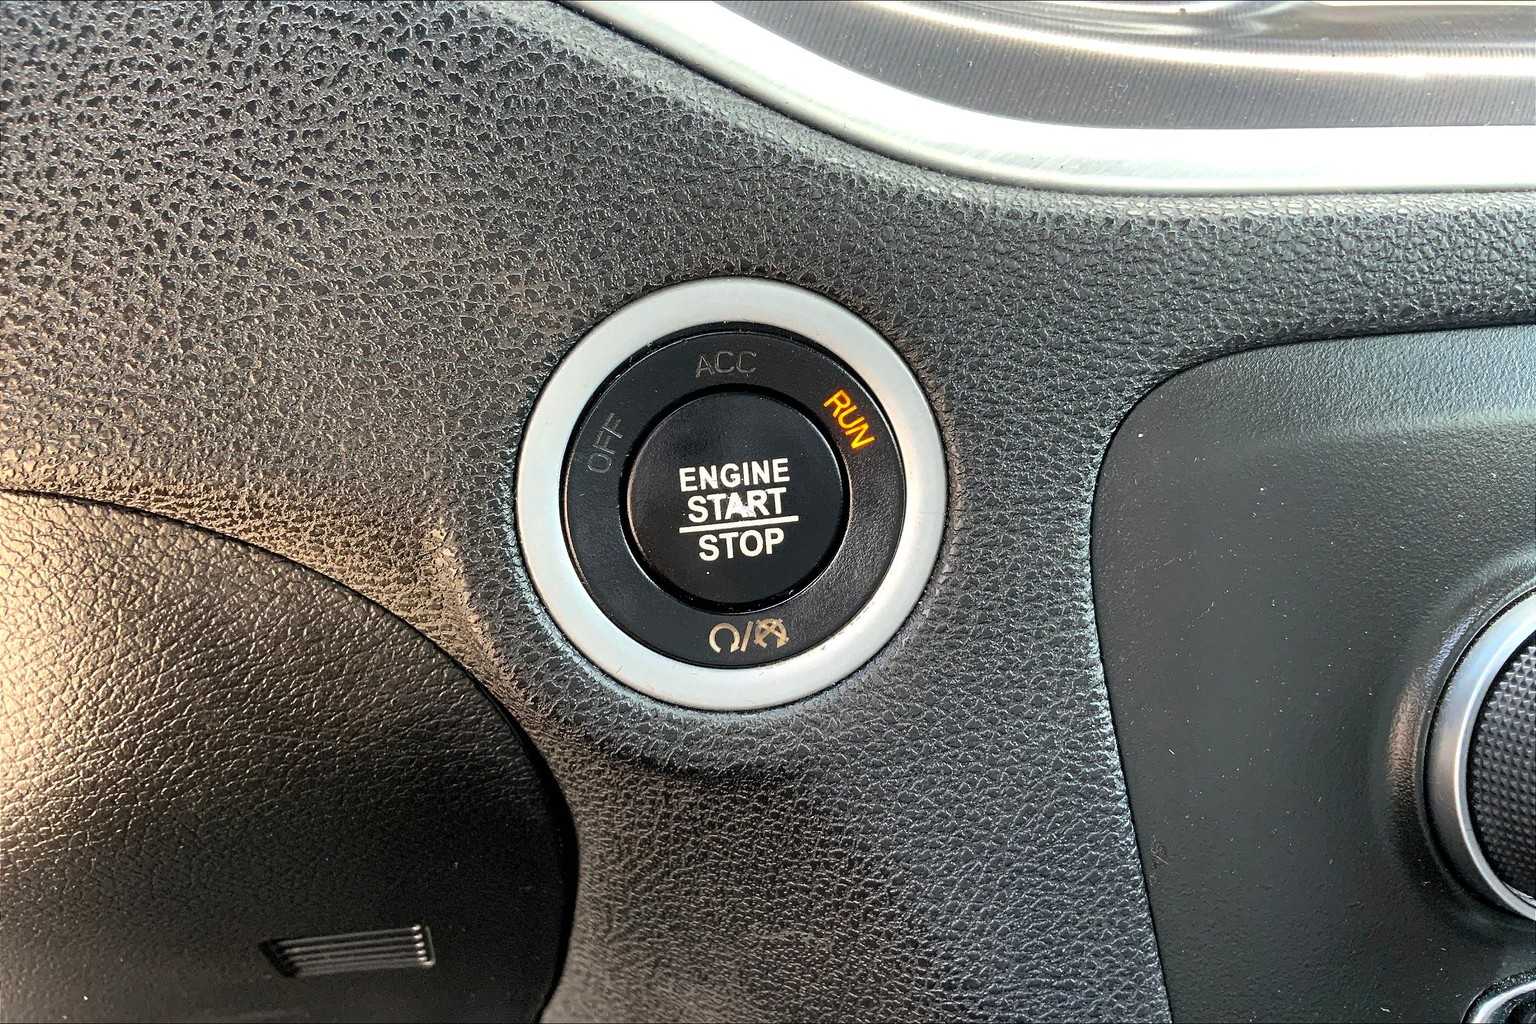 ACC
OFF
RUN
ENGINE
START
STOP